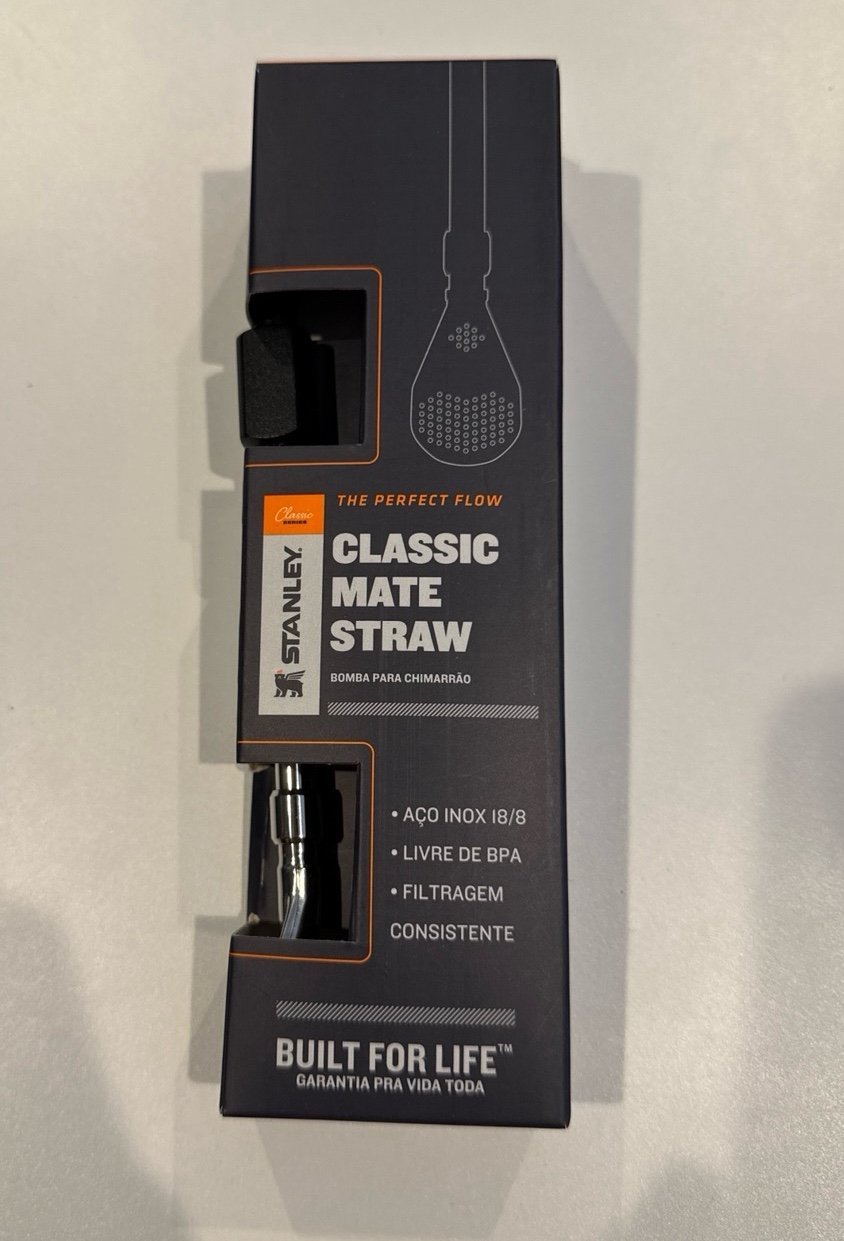 THE PERFECT FLOW
Classic
SERIES
STANLEY®
CLASSIC
MATE
STRAW
BOMBA PARA CHIMARRÃO
• AÇO INOX 18/8
• LIVRE DE BPA
• FILTRAGEM
CONSISTENTE
BUILT FOR LIFE™
GARANTIA PRA VIDA TODA